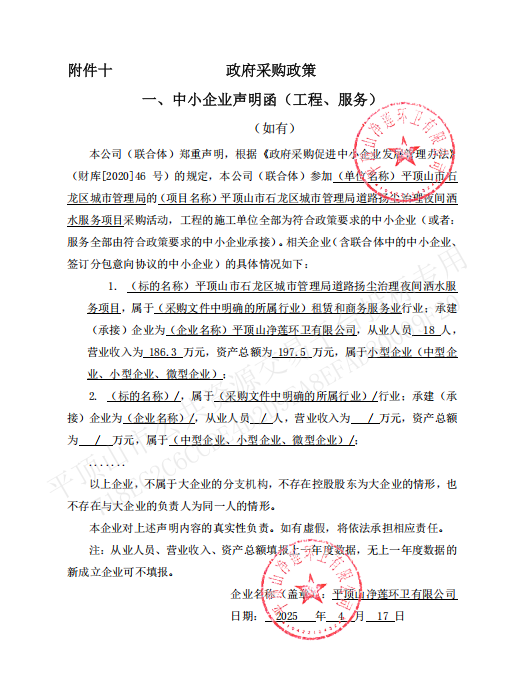 附件十 政府采购政策
一、中小企业声明函（工程、服务）
（如有）
本公司（联合体）郑重声明，根据《政府采购促进中小企业发展管理办法》
（财库[2020]46 号）的规定，本公司（联合体）参加（单位名称）平顶山市石
龙区城市管理局的（项目名称）平顶山市石龙区城市管理局道路扬尘治理夜间洒
水服务项目采购活动，工程的施工单位全部为符合政策要求的中小企业（或者：
服务全部由符合政策要求的中小企业承接）。相关企业（含联合体中的中小企业、
签订分包意向协议的中小企业）的具体情况如下：
1. （标的名称）平顶山市石龙区城市管理局道路扬尘治理夜间洒水服
务项目，属于（采购文件中明确的所属行业）租赁和商务服务业行业；承建
（承接）企业为（企业名称）平顶山净莲环卫有限公司，从业人员 18 人，
营业收入为 186.3 万元，资产总额为 197.5 万元，属于小型企业（中型企
业、小型企业、微型企业）；
2. （标的名称）/，属于（采购文件中明确的所属行业）/行业；承建（承
接）企业为（企业名称）/，从业人员 / 人，营业收入为 / 万元，资产总额
为 / 万元，属于（中型企业、小型企业、微型企业）/；
.......
以上企业，不属于大企业的分支机构，不存在控股股东为大企业的情形，也
不存在与大企业的负责人为同一人的情形。
本企业对上述声明内容的真实性负责。如有虚假，将依法承担相应责任。
注：从业人员、营业收入、资产总额填报上一年度数据，无上一年度数据的
新成立企业可不填报。
企业名称（盖章）：平顶山净莲环卫有限公司
日期： 2025 年 4 月 17 日
平顶山净莲环卫有限公司
平顶山净莲环卫有限公司